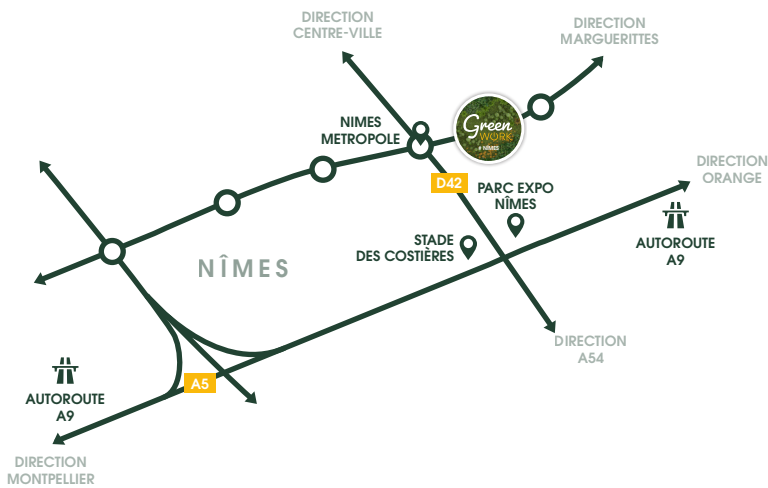 DIRECTION
CENTRE-VILLE
DIRECTION
MARGUERITTES
NIMES
METROPOLE
Green
WORK
# NÎMES
D42
PARC EXPO
NÎMES
DIRECTION
ORANGE
STADE
DES COSTIÈRES
AUTOROUTE
A9
NÎMES
DIRECTION
A54
A5
AUTOROUTE
A9
DIRECTION
MONTPELLIER